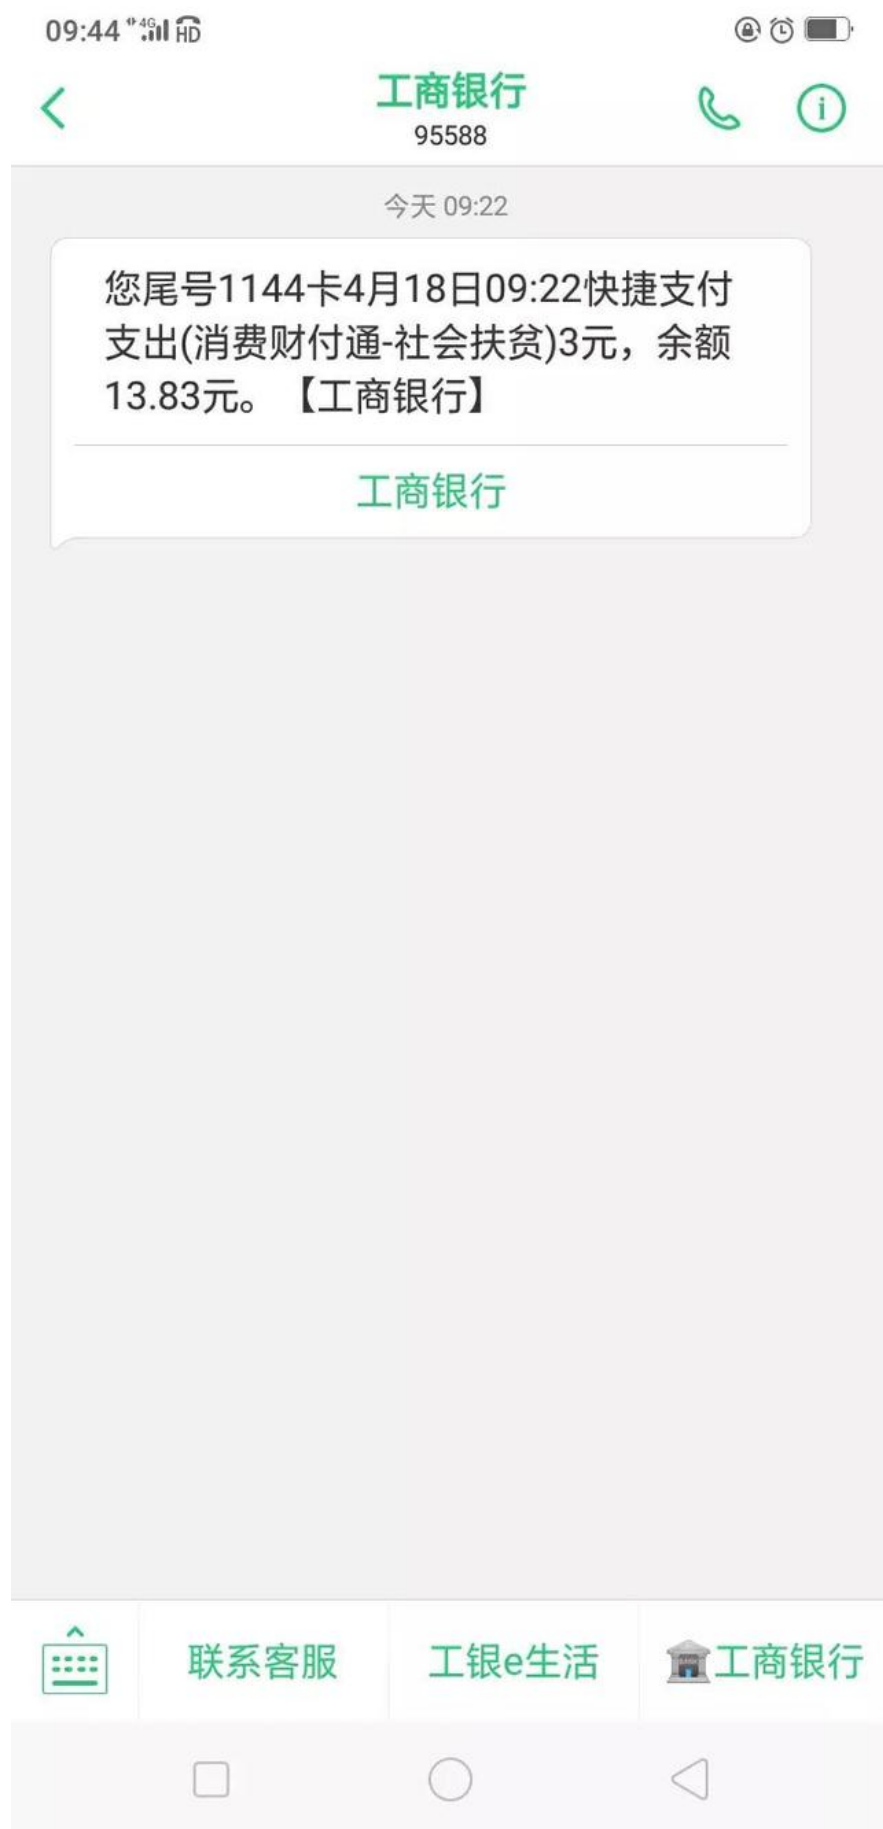 09:44 4G HD
工商银行
95588
今天 09:22
您尾号1144卡4月18日09:22快捷支付
支出(消费财付通-社会扶贫)3元，余额
13.83元。【工商银行】
工商银行
联系客服
工银e生活
工商银行